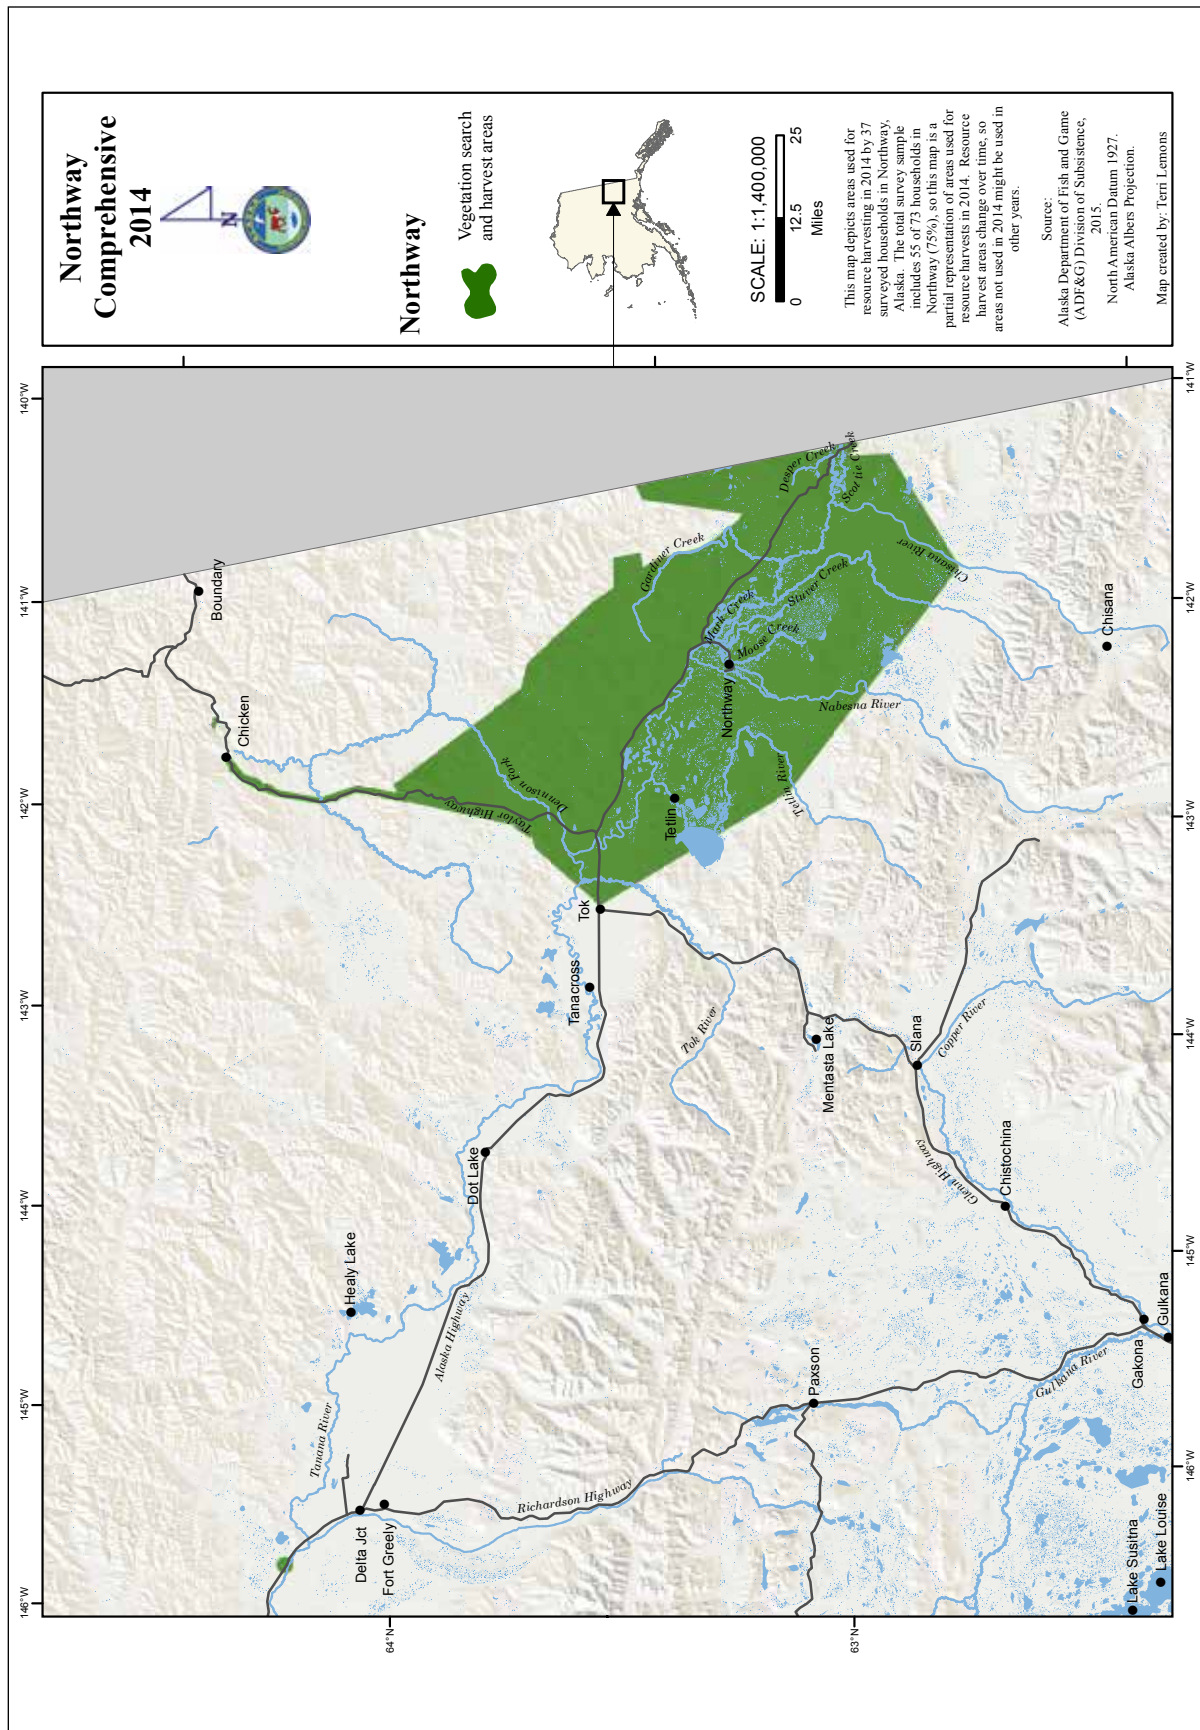 Northway
Comprehensive
2014
N
Northway
Vegetation search
and harvest areas
SCALE: 1:1,400,000
0 12.5 25
Miles
This map depicts areas used for
resource harvesting in 2014 by 37
surveyed households in Northway,
Alaska. The total survey sample
includes 55 of 73 households in
Northway (75%), so this map is a
partial representation of areas used for
resource harvests in 2014. Resource
harvest areas change over time, so
areas not used in 2014 might be used in
other years.
Source:
Alaska Department of Fish and Game
(ADF&G) Division of Subsistence,
2015.
North American Datum 1927.
Alaska Albers Projection.
Map created by: Terri Lemons
146°W
145°W
144°W
143°W
142°W
141°W
140°W
64°N
63°N
146°W
145°W
144°W
143°W
142°W
141°W
Boundary
Chicken
Taylor Highway
Dennison Fork
Gardiner Creek
Desper Creek
Scottie Creek
Mark Creek
Stuver Creek
Moose Creek
Chisana River
Northway
Nabesna River
Chisana
Tetlin
Tetlin River
Tok
Tanacross
Tok River
Mentasta Lake
Slana
Copper River
Dot Lake
Healy Lake
Alaska Highway
Tanana River
Glenn Highway
Chistochina
Gulkana
Gakona
Gulkana River
Paxson
Richardson Highway
Delta Jct
Fort Greely
Lake Susitna
Lake Louise